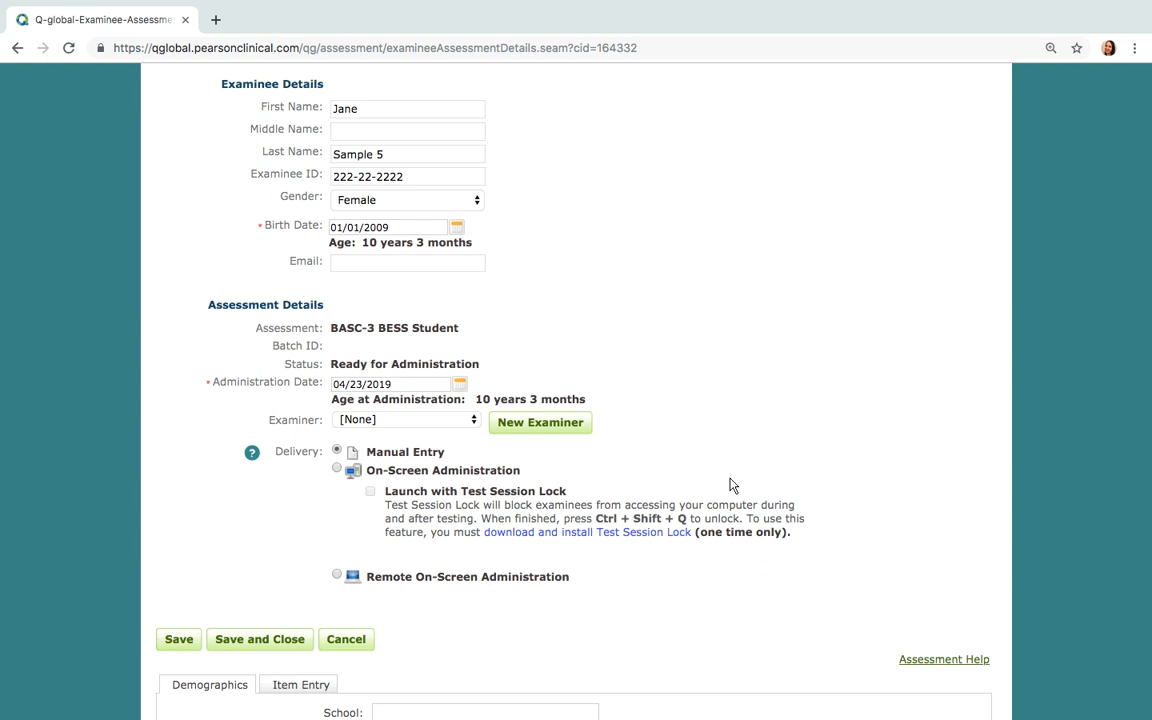 Q-global-Examinee-Assessme
https://qglobal.pearsonclinical.com/qg/assessment/examineeAssessmentDetails.seam?cid=164332
Examinee Details
First Name: Jane
Middle Name:
Last Name: Sample 5
Examinee ID: 222-22-2222
Gender: Female
* Birth Date: 01/01/2009
Age: 10 years 3 months
Email:
Assessment Details
Assessment: BASC-3 BESS Student
Batch ID:
Status: Ready for Administration
* Administration Date: 04/23/2019
Age at Administration: 10 years 3 months
Examiner: [None] New Examiner
? Delivery: Manual Entry
On-Screen Administration
Launch with Test Session Lock
Test Session Lock will block examinees from accessing your computer during
and after testing. When finished, press Ctrl + Shift + Q to unlock. To use this
feature, you must download and install Test Session Lock (one time only).
Remote On-Screen Administration
Save Save and Close Cancel
Assessment Help
Demographics Item Entry
School: